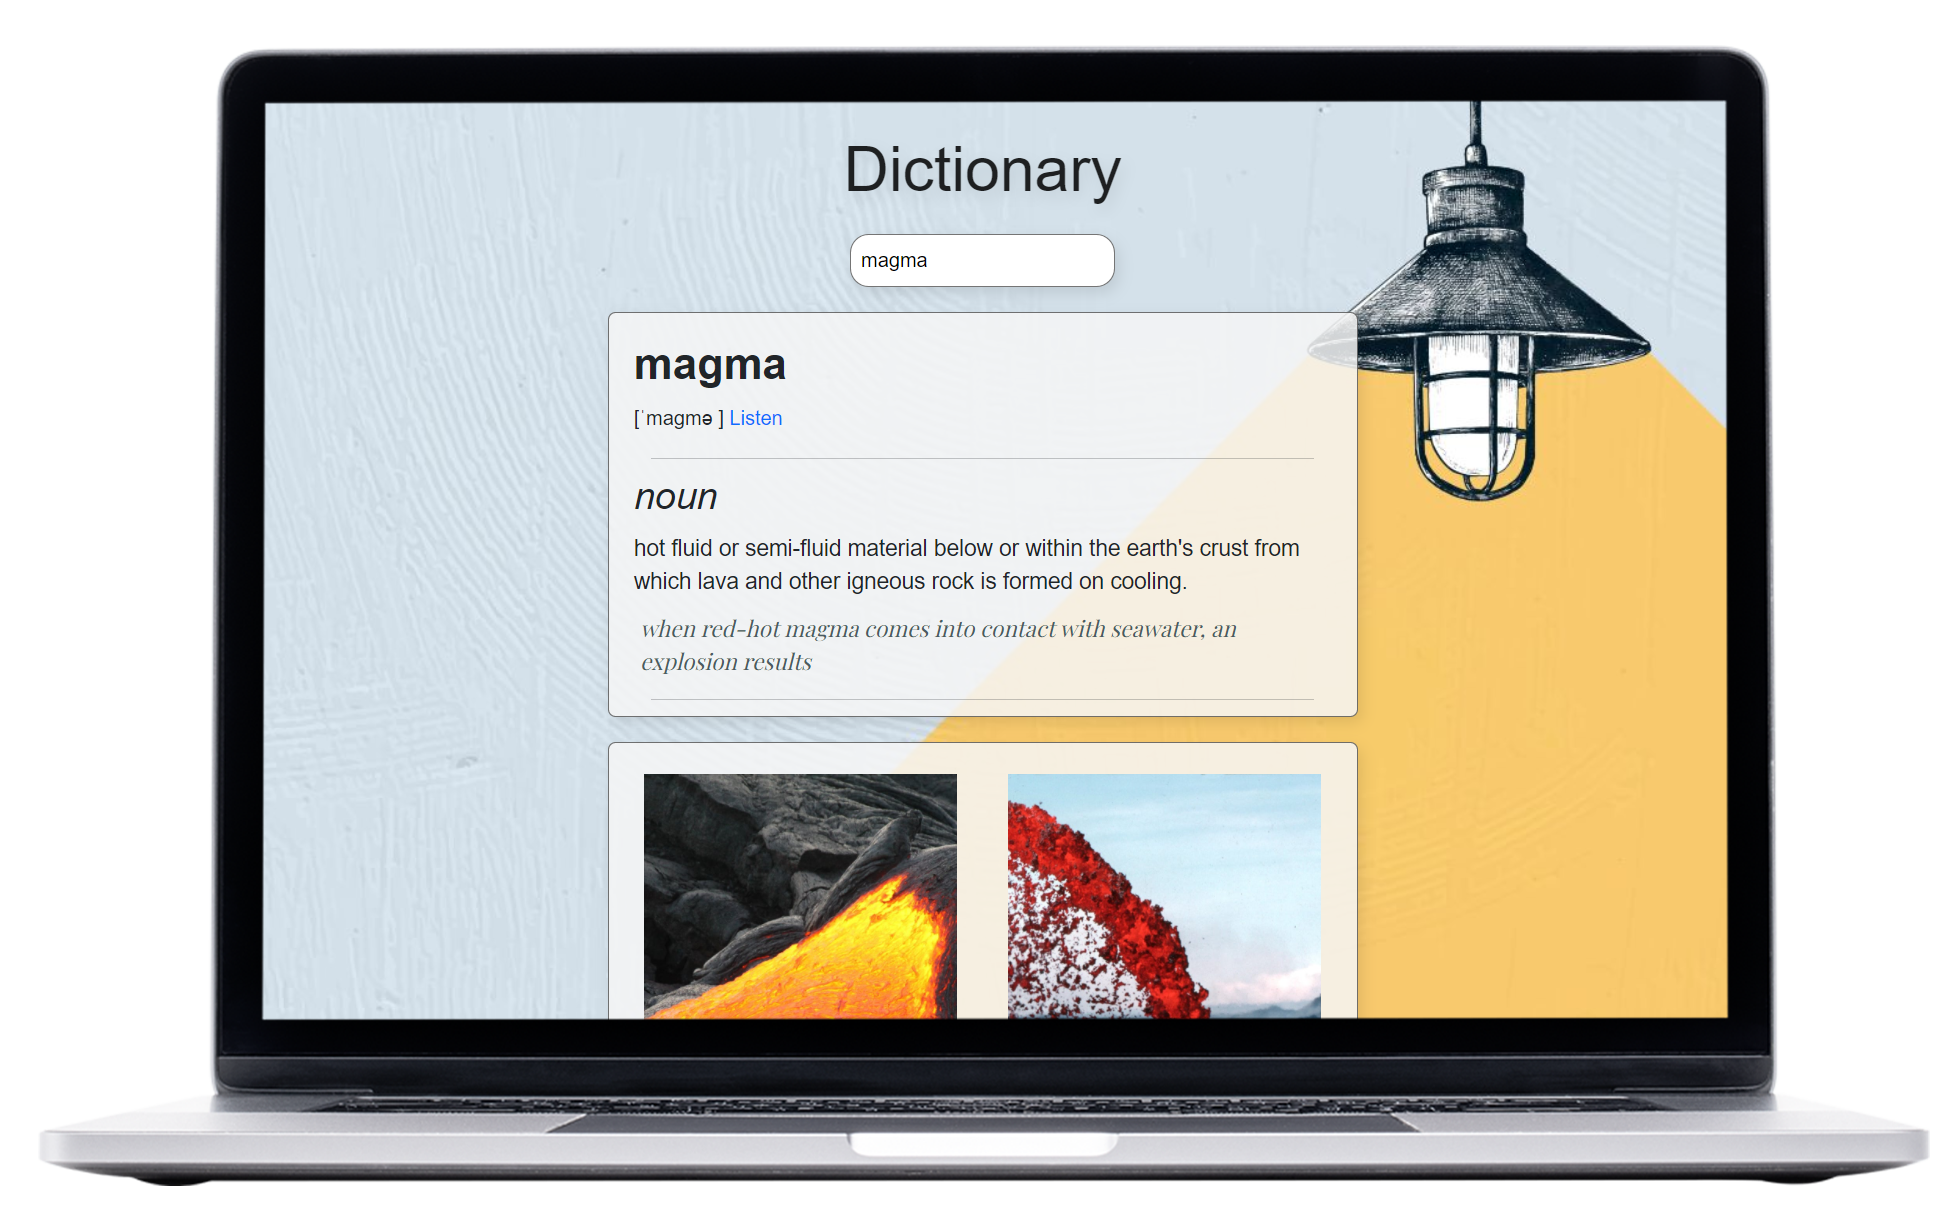 Dictionary
magma
magma
[ˈmagmə ] Listen
noun
hot fluid or semi-fluid material below or within the earth's crust from
which lava and other igneous rock is formed on cooling.
when red-hot magma comes into contact with seawater, an
explosion results